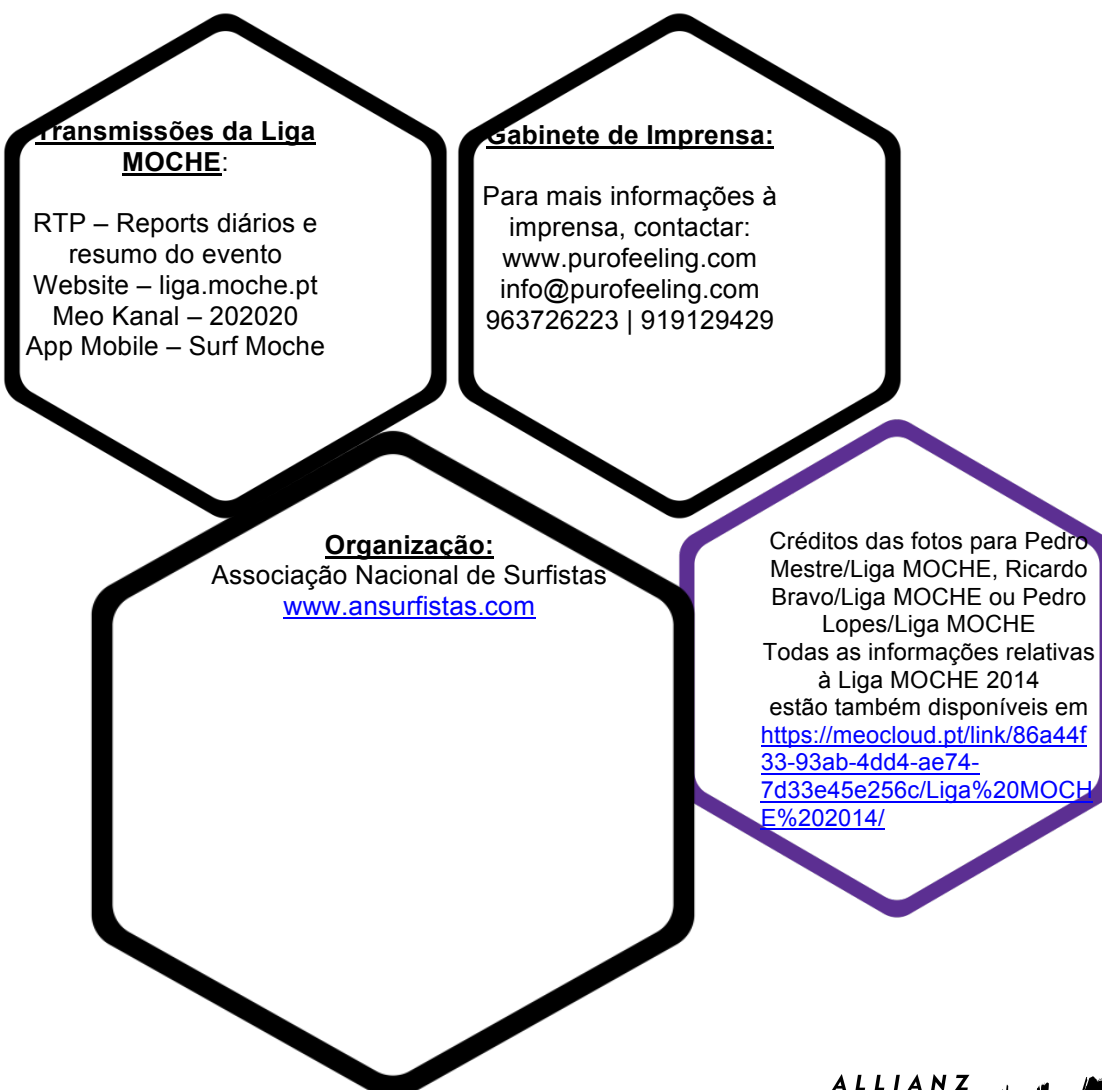 Transmissões da Liga
MOCHE:
RTP – Reports diários e
resumo do evento
Website – liga.moche.pt
Meo Kanal – 202020
App Mobile – Surf Moche
Gabinete de Imprensa:
Para mais informações à
imprensa, contactar:
www.purofeeling.com
info@purofeeling.com
963726223 | 919129429
Organização:
Associação Nacional de Surfistas
www.ansurfistas.com
Créditos das fotos para Pedro
Mestre/Liga MOCHE, Ricardo
Bravo/Liga MOCHE ou Pedro
Lopes/Liga MOCHE
Todas as informações relativas
à Liga MOCHE 2014
estão também disponíveis em
https://meocloud.pt/link/86a44f
33-93ab-4dd4-ae74-
7d33e45e256c/Liga%20MOCH
E%202014/
ALLIANZ